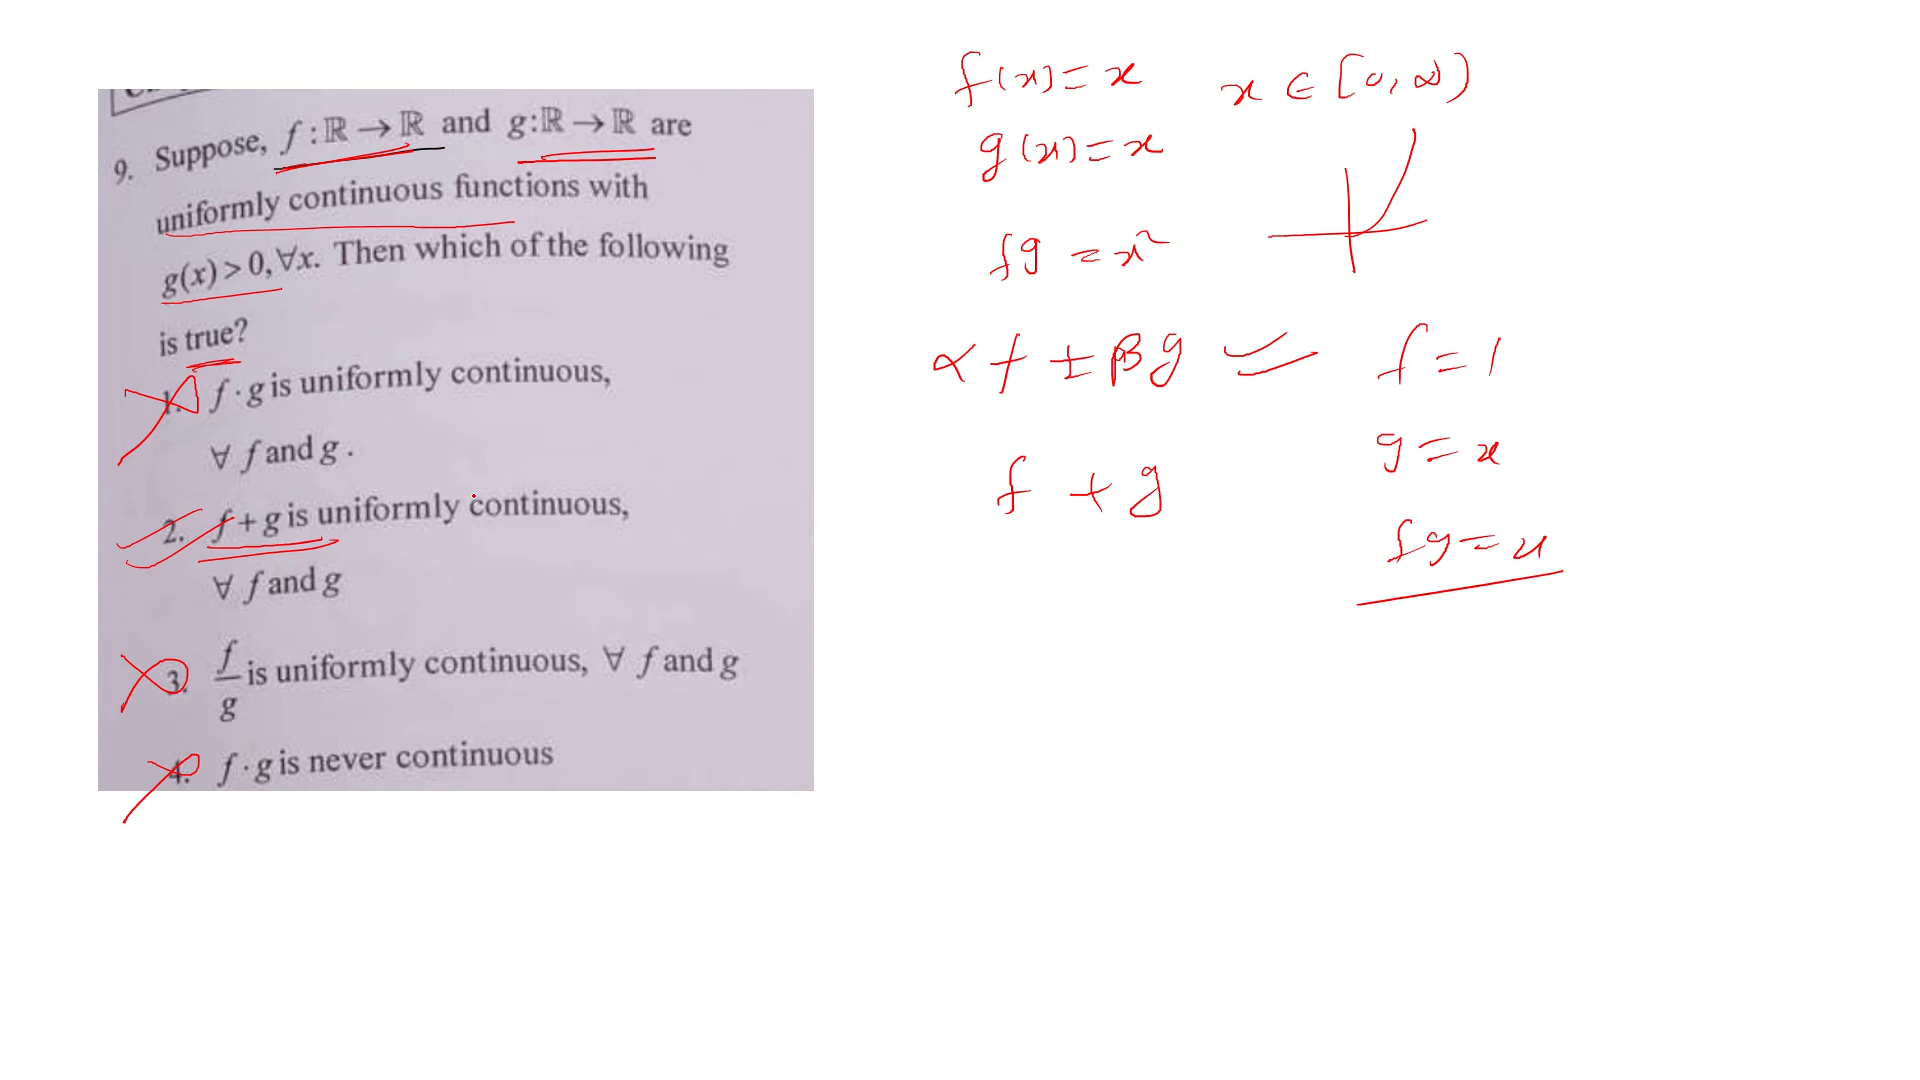 9. Suppose, f : ℝ → ℝ and g:ℝ → ℝ are
uniformly continuous functions with
g(x) > 0, ∀x. Then which of the following
is true?
1. f · g is uniformly continuous,
∀ f and g .
2. f + g is uniformly continuous,
∀ f and g
3. f/g is uniformly continuous, ∀ f and g
4. f · g is never continuous
f(x) = x   x ∈ [0, ∞)
g(x) = x
fg = x²
αf ± βg
f + g
f = 1
g = x
fg = x